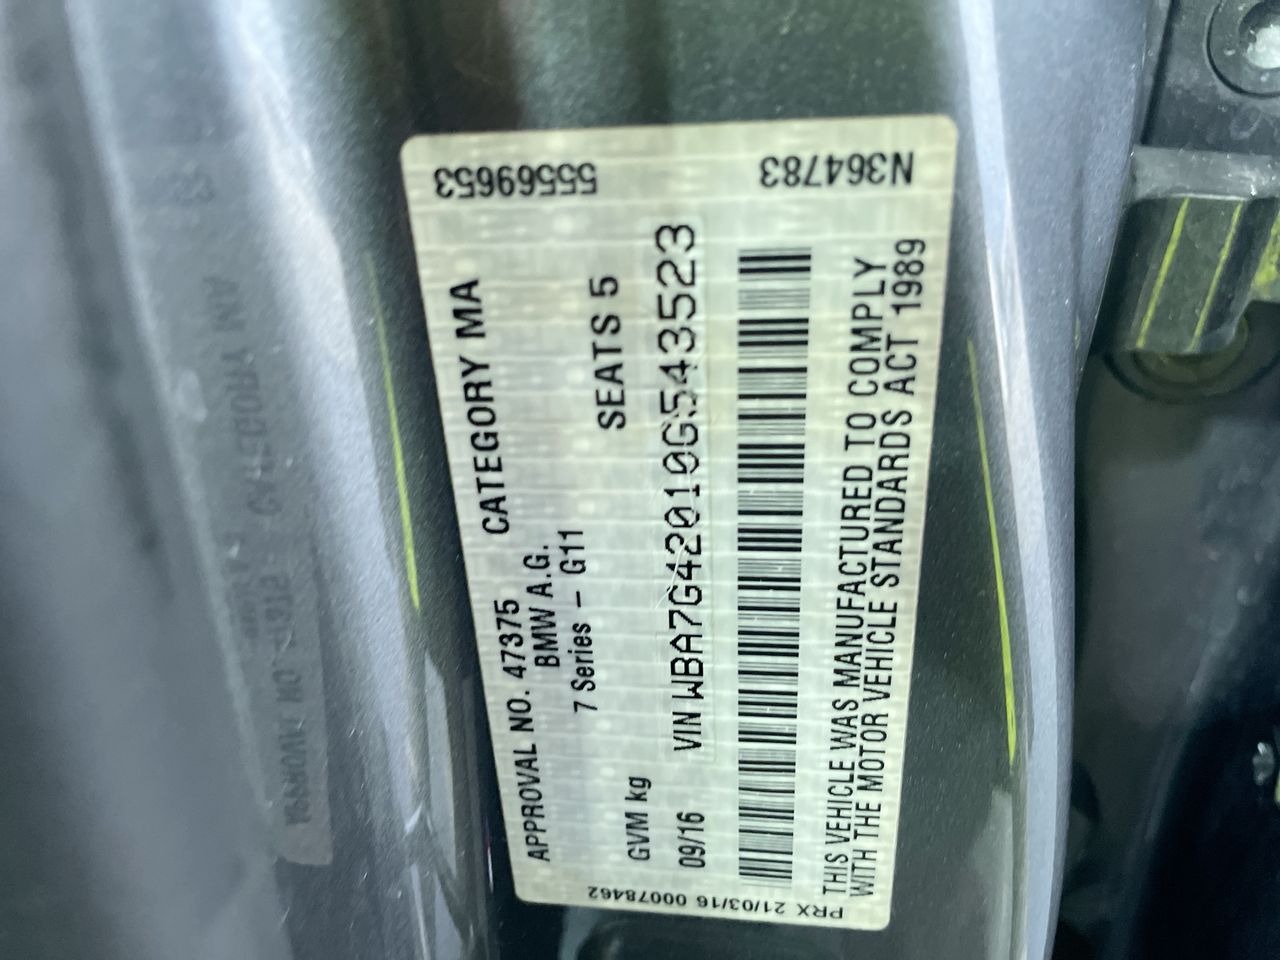 APPROVAL NO. 47375 CATEGORY MA
BMW A.G.
7 Series - G11
SEATS 5
GVM kg
09/16 VIN WBA7G42010G543523
THIS VEHICLE WAS MANUFACTURED TO COMPLY
WITH THE MOTOR VEHICLE STANDARDS ACT 1989
55569653
N364783
PRX 21/03/16 00078462